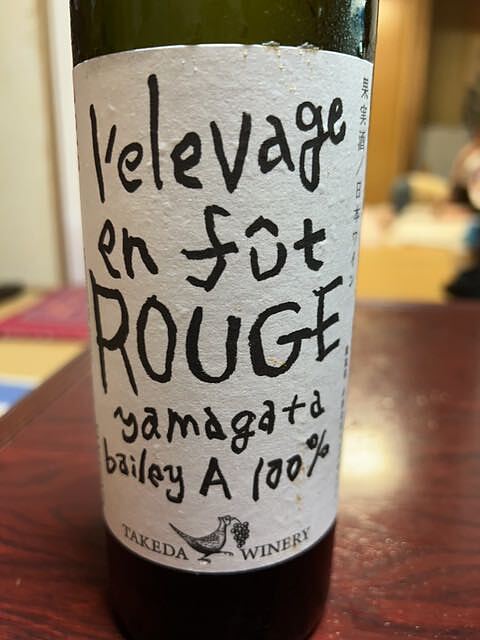 l'elevage
en fût
ROUGE
yamagata
bailey A 100%
TAKEDA WINERY
果実酒/日本ワイン